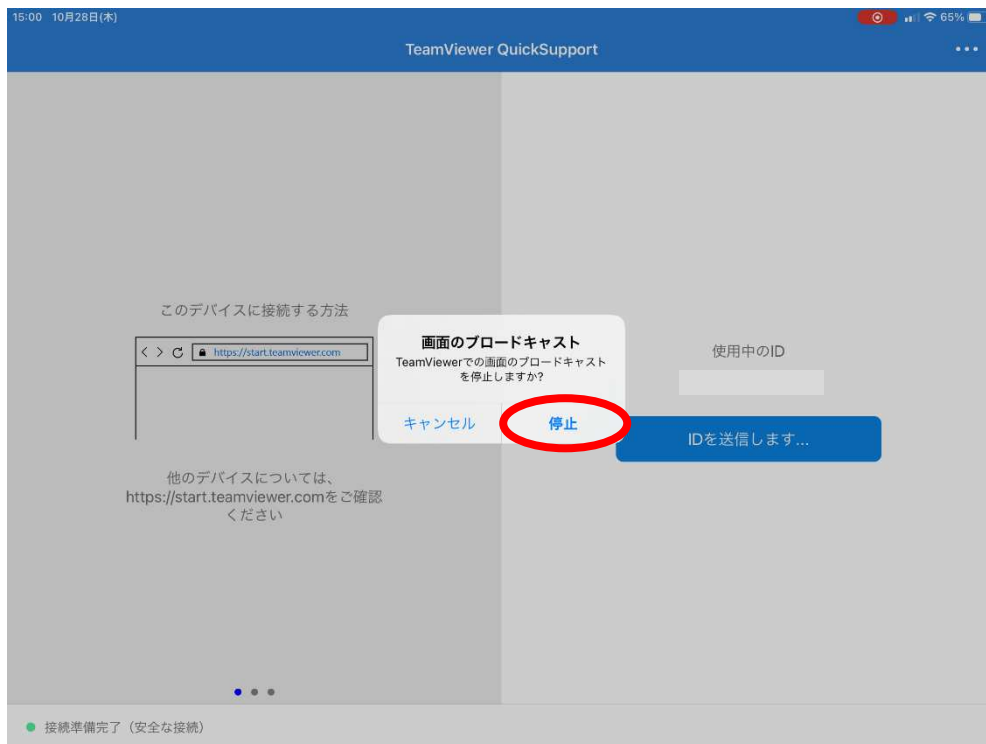 15:00 10月28日(木)
65%
TeamViewer QuickSupport
このデバイスに接続する方法
https://start.teamviewer.com
他のデバイスについては、
https://start.teamviewer.comをご確認
ください
画面のブロードキャスト
TeamViewerでの画面のブロードキャスト
を停止しますか?
キャンセル
停止
使用中のID
IDを送信します...
接続準備完了（安全な接続）